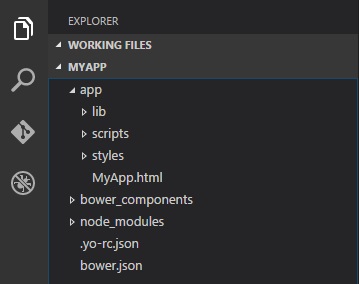 EXPLORER
WORKING FILES
MYAPP
app
lib
scripts
styles
MyApp.html
bower_components
node_modules
.yo-rc.json
bower.json